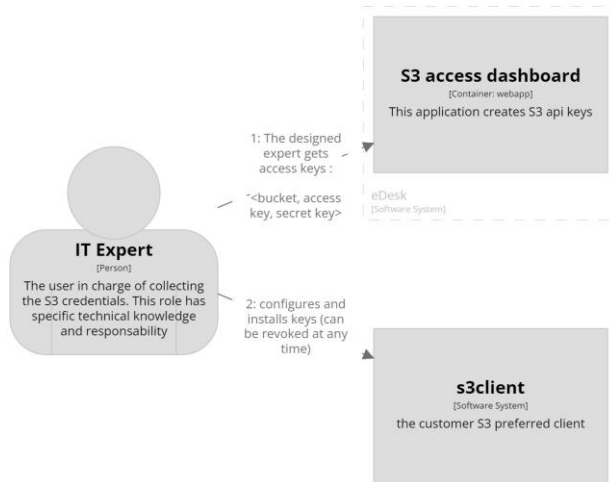 S3 access dashboard
[Container: webapp]
This application creates S3 api keys
1: The designed
expert gets
access keys :
"<bucket, access
key, secret key>
eDesk
[Software System]
IT Expert
[Person]
The user in charge of collecting
the S3 credentials. This role has
specific technical knowledge
and responsability
2: configures and
installs keys (can
be revoked at any
time)
s3client
[Software System]
the customer S3 preferred client